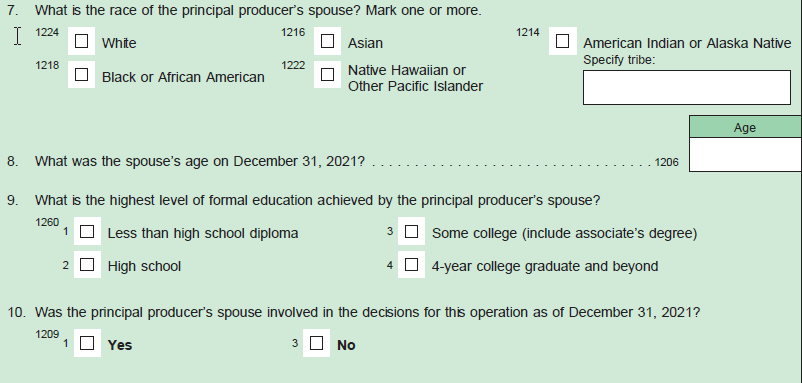 7. What is the race of the principal producer's spouse? Mark one or more.
1224 White 1216 Asian 1214 American Indian or Alaska Native
Specify tribe:
1218 Black or African American 1222 Native Hawaiian or
Other Pacific Islander
Age
8. What was the spouse's age on December 31, 2021? . . . . . . . . . . . . . . . . . . . . . . . . . . . . . . . . . 1206
9. What is the highest level of formal education achieved by the principal producer's spouse?
1260 1 Less than high school diploma 3 Some college (include associate's degree)
2 High school 4 4-year college graduate and beyond
10. Was the principal producer's spouse involved in the decisions for this operation as of December 31, 2021?
1209 1 Yes 3 No